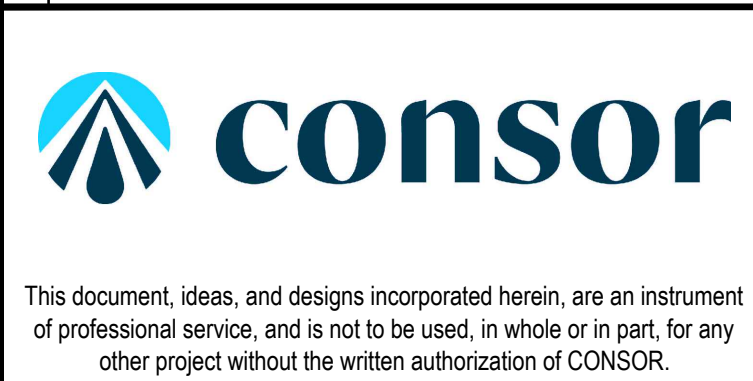 consor
This document, ideas, and designs incorporated herein, are an instrument
of professional service, and is not to be used, in whole or in part, for any
other project without the written authorization of CONSOR.